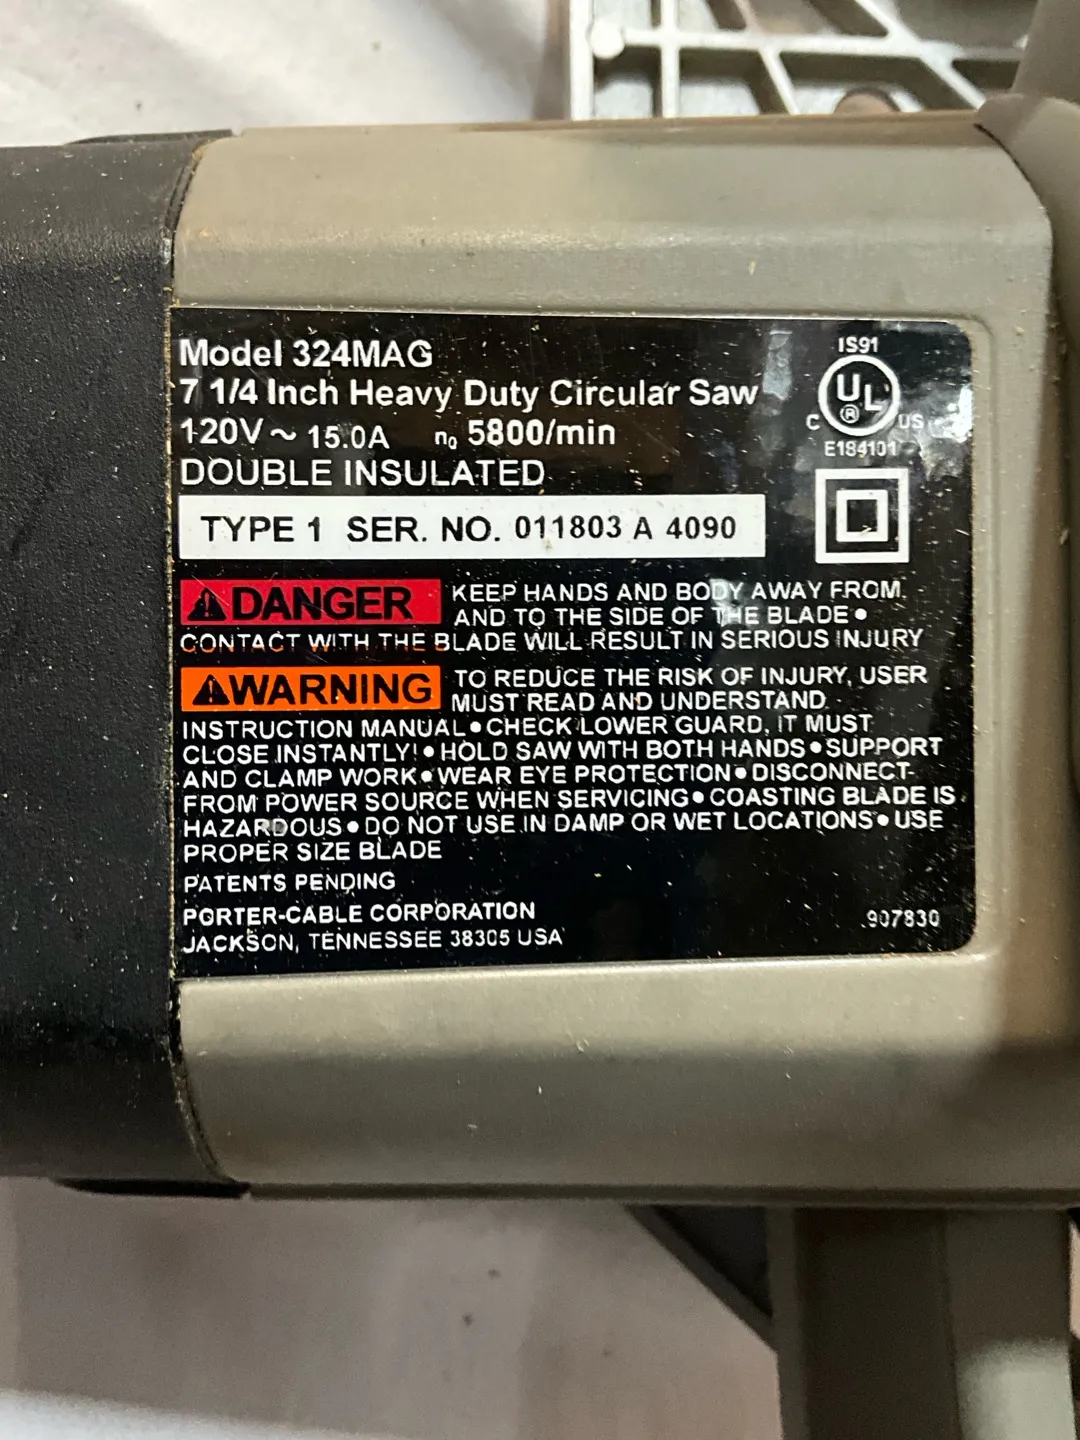 Model 324MAG
7 1/4 Inch Heavy Duty Circular Saw
120V ~ 15.0A n₀ 5800/min
DOUBLE INSULATED
IS91
UL
®
C US
E184101
TYPE 1 SER. NO. 011803 A 4090
DANGER KEEP HANDS AND BODY AWAY FROM
AND TO THE SIDE OF THE BLADE •
CONTACT WITH THE BLADE WILL RESULT IN SERIOUS INJURY
WARNING TO REDUCE THE RISK OF INJURY, USER
MUST READ AND UNDERSTAND
INSTRUCTION MANUAL • CHECK LOWER GUARD, IT MUST
CLOSE INSTANTLY! • HOLD SAW WITH BOTH HANDS • SUPPORT
AND CLAMP WORK • WEAR EYE PROTECTION • DISCONNECT
FROM POWER SOURCE WHEN SERVICING • COASTING BLADE IS
HAZARDOUS • DO NOT USE IN DAMP OR WET LOCATIONS • USE
PROPER SIZE BLADE
PATENTS PENDING
PORTER-CABLE CORPORATION
JACKSON, TENNESSEE 38305 USA
907830